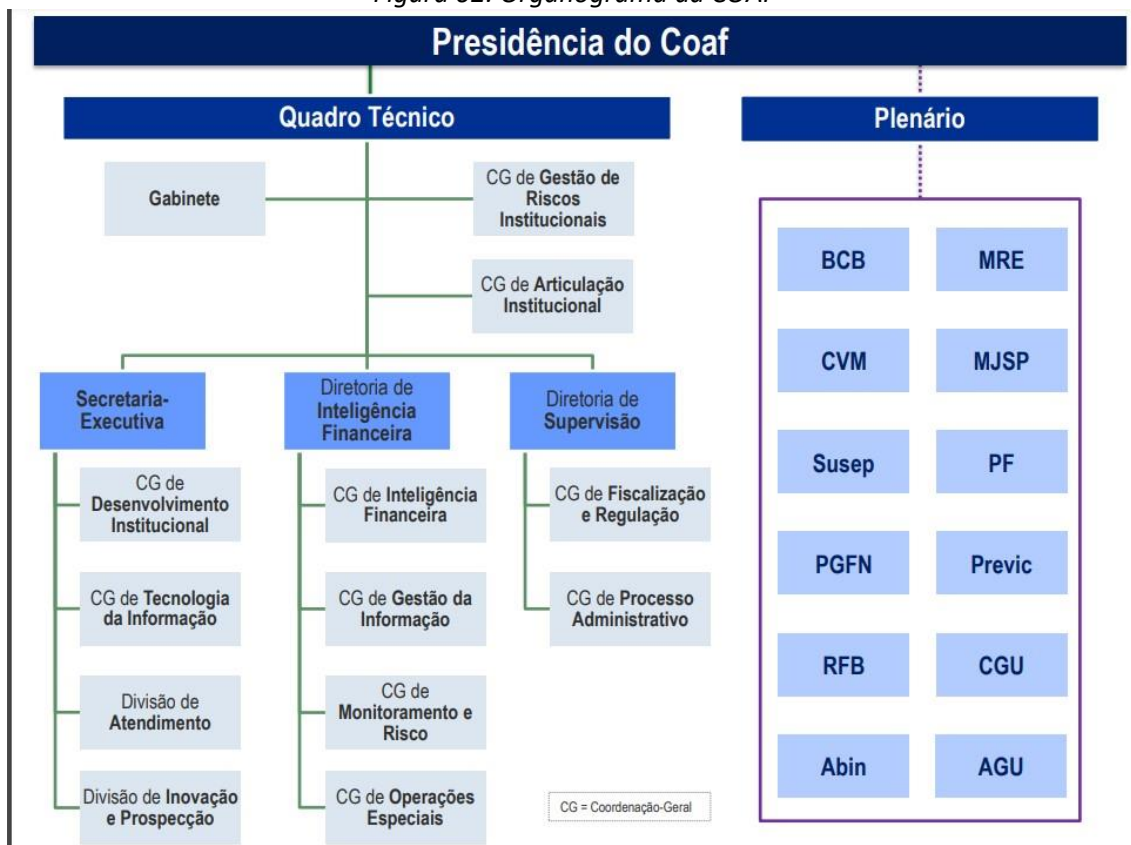 Presidência do Coaf
Quadro Técnico
Plenário
Gabinete
CG de Gestão de
Riscos
Institucionais
CG de Articulação
Institucional
Secretaria-
Executiva
Diretoria de
Inteligência
Financeira
Diretoria de
Supervisão
CG de
Desenvolvimento
Institucional
CG de Tecnologia
da Informação
Divisão de
Atendimento
Divisão de Inovação
e Prospecção
CG de Inteligência
Financeira
CG de Gestão da
Informação
CG de
Monitoramento e
Risco
CG de Operações
Especiais
CG de Fiscalização
e Regulação
CG de Processo
Administrativo
CG = Coordenação-Geral
BCB
MRE
CVM
MJSP
Susep
PF
PGFN
Previc
RFB
CGU
Abin
AGU